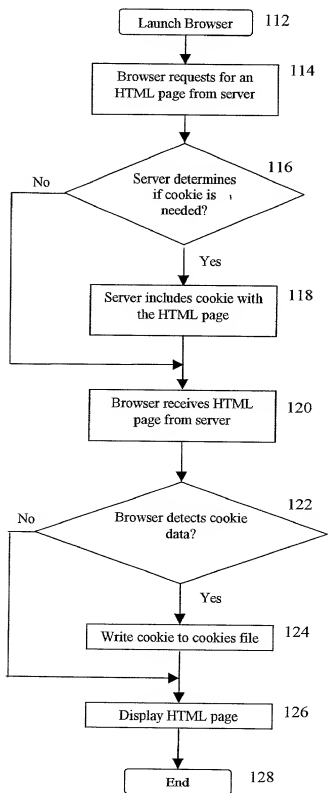 Launch Browser 112
Browser requests for an
HTML page from server
114
116
Server determines
if cookie is
needed?
No
Yes
Server includes cookie with
the HTML page
118
Browser receives HTML
page from server
120
122
Browser detects cookie
data?
No
Yes
Write cookie to cookies file 124
Display HTML page 126
End 128